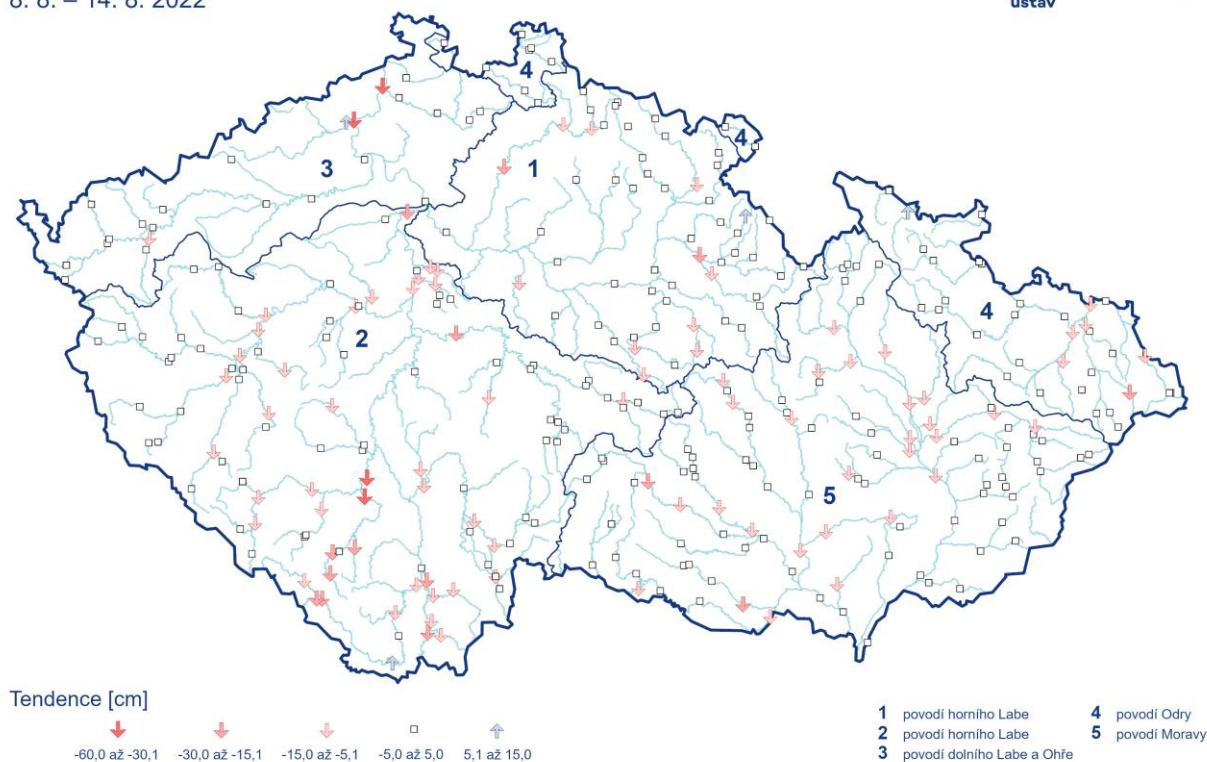 8. 8. – 14. 8. 2022
ústav
4
4
3
1
2
4
5
Tendence [cm]
-60,0 až -30,1 -30,0 až -15,1 -15,0 až -5,1 -5,0 až 5,0 5,1 až 15,0
1 povodí horního Labe 4 povodí Odry
2 povodí horního Labe 5 povodí Moravy
3 povodí dolního Labe a Ohře